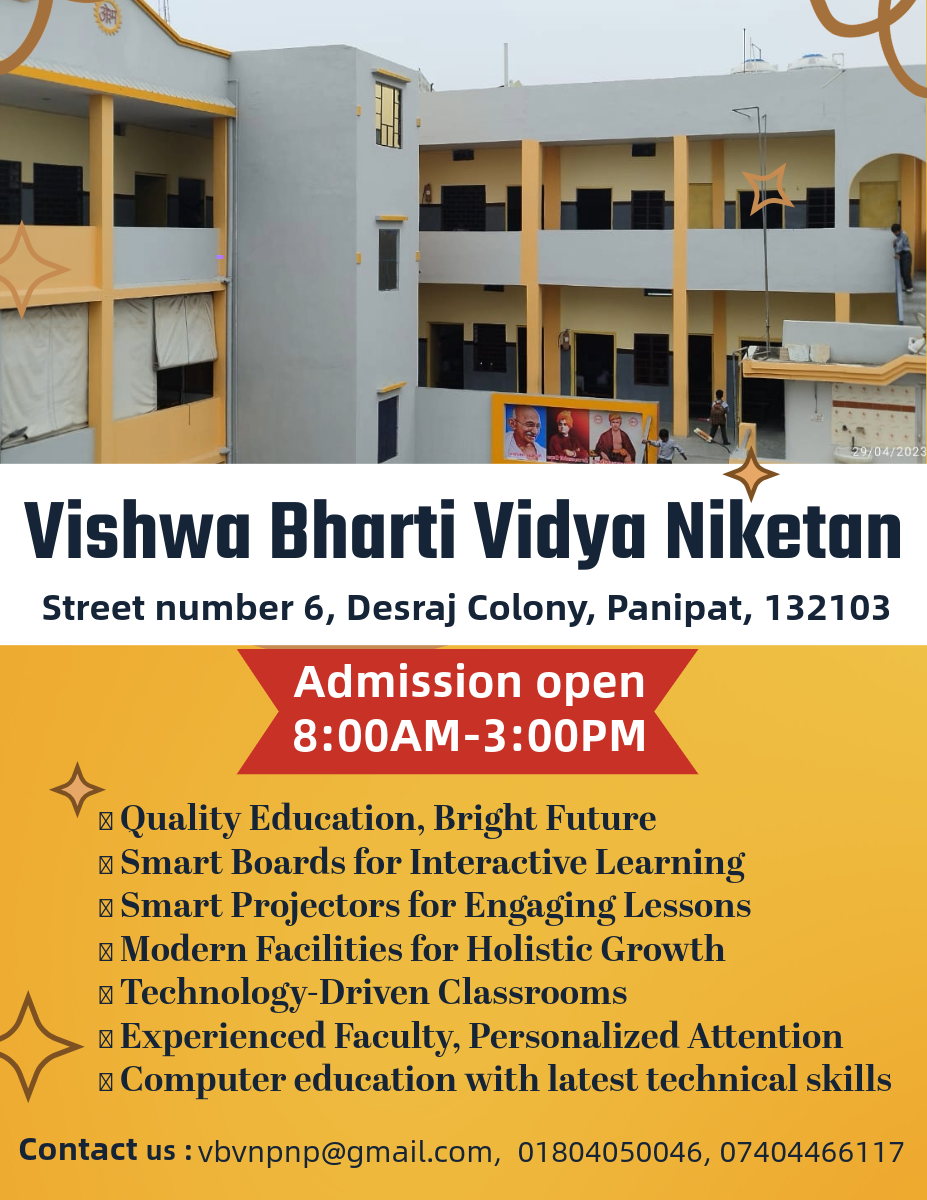 ओ३म्
29/04/2023
Vishwa Bharti Vidya Niketan
Street number 6, Desraj Colony, Panipat, 132103
Admission open
8:00AM-3:00PM
Quality Education, Bright Future
Smart Boards for Interactive Learning
Smart Projectors for Engaging Lessons
Modern Facilities for Holistic Growth
Technology-Driven Classrooms
Experienced Faculty, Personalized Attention
Computer education with latest technical skills
Contact us : vbvnpnp@gmail.com, 01804050046, 07404466117